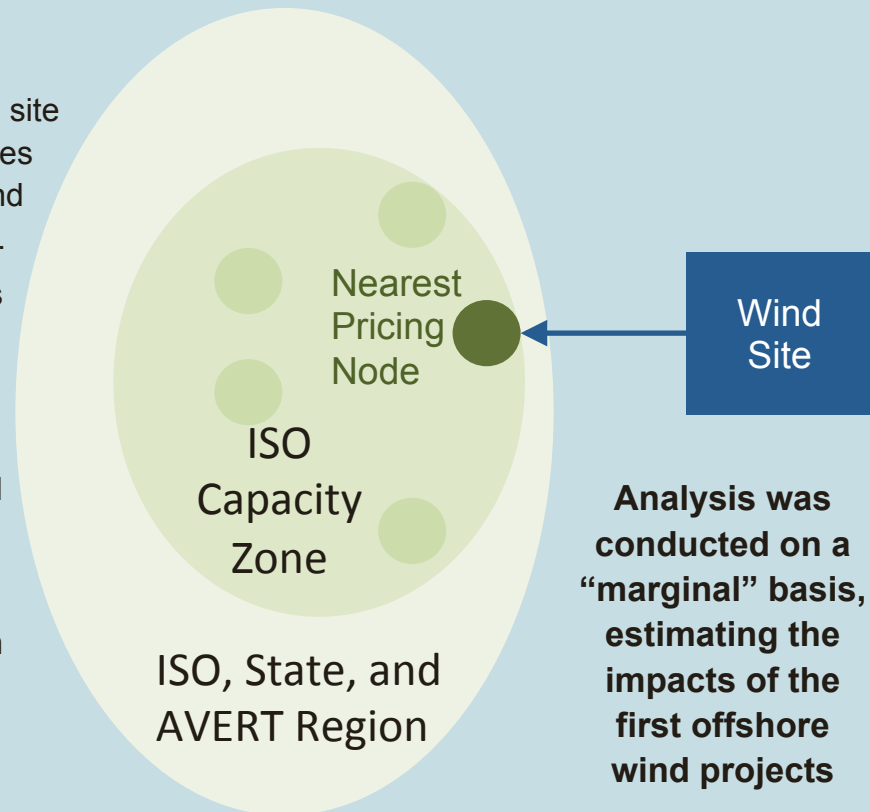 site
es
nd
-
s
d
n
Nearest
Pricing
Node
ISO
Capacity
Zone
ISO, State, and
AVERT Region
Wind
Site
Analysis was
conducted on a
“marginal” basis,
estimating the
impacts of the
first offshore
wind projects